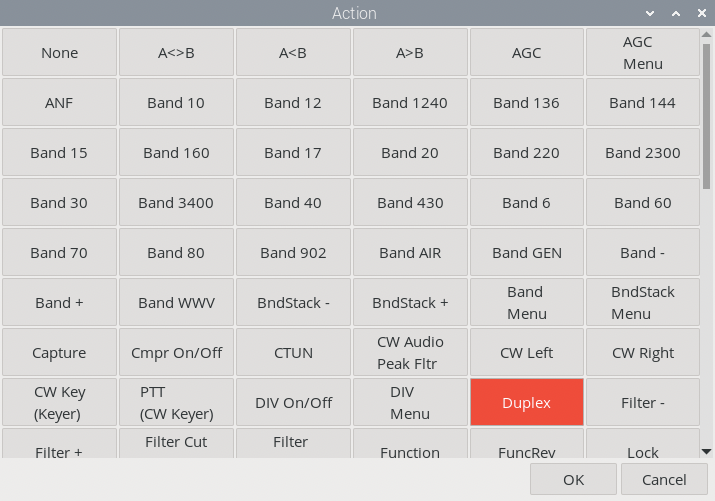 Action
None A<>B A<B A>B AGC AGC
Menu
ANF Band 10 Band 12 Band 1240 Band 136 Band 144
Band 15 Band 160 Band 17 Band 20 Band 220 Band 2300
Band 30 Band 3400 Band 40 Band 430 Band 6 Band 60
Band 70 Band 80 Band 902 Band AIR Band GEN Band -
Band + Band WWV BndStack - BndStack + Band
Menu BndStack
Menu
Capture Cmpr On/Off CTUN CW Audio
Peak Fltr CW Left CW Right
CW Key
(Keyer) PTT
(CW Keyer) DIV On/Off DIV
Menu Duplex Filter -
Filter + Filter Cut Filter Function FuncRev Lock
OK Cancel